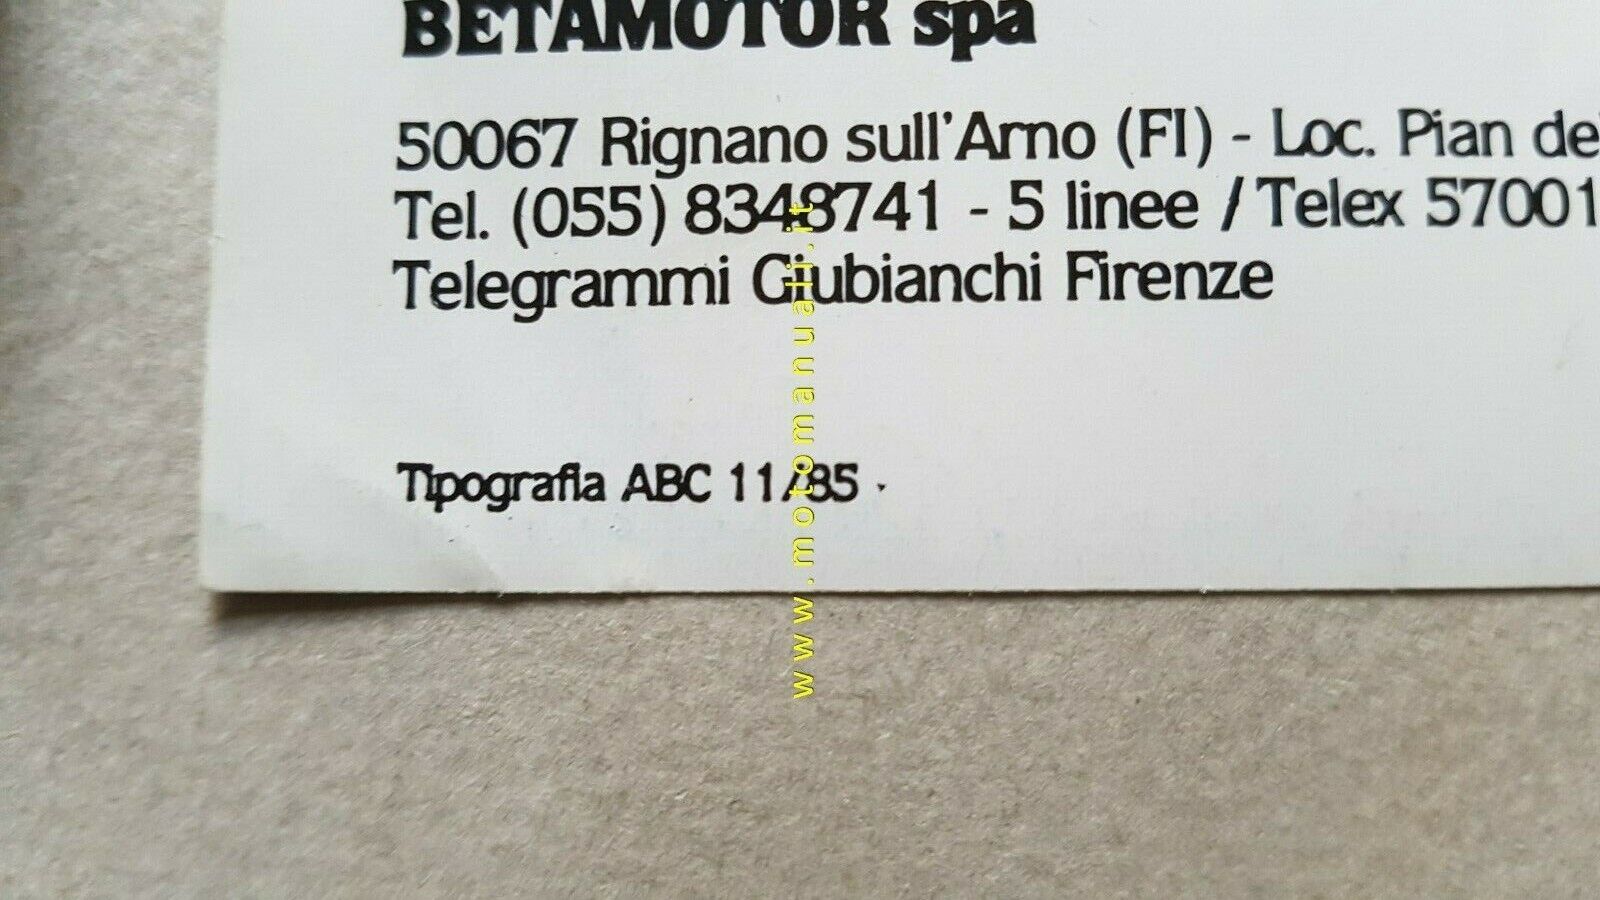 BETAMOTOR spa
50067 Rignano sull'Arno (FI) - Loc. Pian
Tel. (055) 8348741 - 5 linee / Telex 57001
Telegrammi Giubianchi Firenze
Tipografia ABC 11/85
www.motomanuali.it